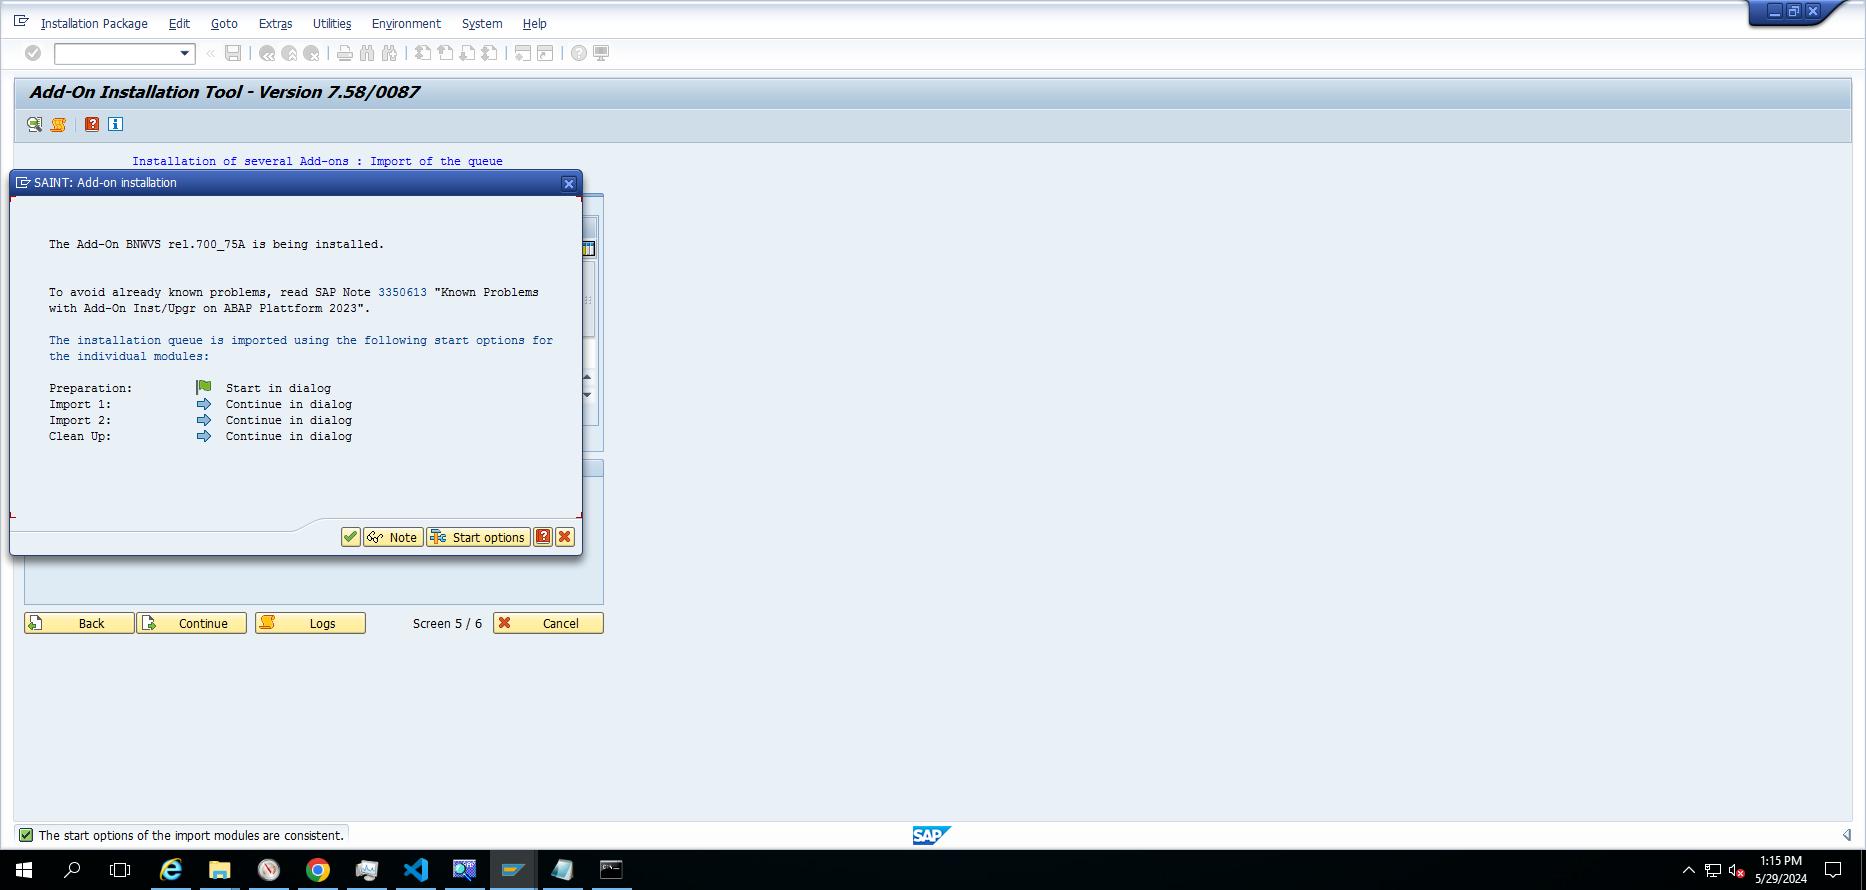 Installation Package Edit Goto Extras Utilities Environment System Help
Add-On Installation Tool - Version 7.58/0087
Installation of several Add-ons : Import of the queue
SAINT: Add-on installation
The Add-On BNWVS rel.700_75A is being installed.
To avoid already known problems, read SAP Note 3350613 "Known Problems
with Add-On Inst/Upgr on ABAP Plattform 2023".
The installation queue is imported using the following start options for
the individual modules:
Preparation: Start in dialog
Import 1: Continue in dialog
Import 2: Continue in dialog
Clean Up: Continue in dialog
Note Start options
Back Continue Logs Screen 5 / 6 Cancel
The start options of the import modules are consistent.
SAP
1:15 PM
5/29/2024